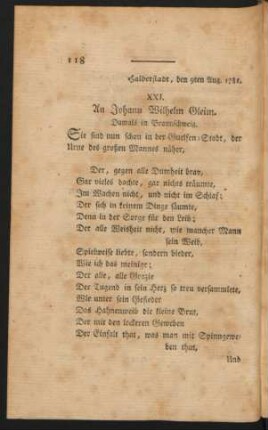 118
Halberstadt, den 9ten Aug. 1781.
XXI.
An Johann Wilhelm Gleim.
Damals in Braunschweig.
Sie sind nun schon in der Guelfen-Stadt, der
Urne des großen Mannes näher,
Der, gegen alle Dumheit brav,
Gar vieles dachte, gar nichts träumte,
Im Wachen nicht, und nicht im Schlaf;
Der sich in keinem Dinge säumte,
Denn in der Sorge für den Leib;
Der alle Weisheit nicht, wie mancher Mann
sein Weib,
Spielweise liebte, sondern bieder,
Wie ich das meinige;
Der alle, alle Grazie
Der Tugend in sein Herz so treu versammlete,
Wie unter sein Gefieder
Das Hahnenweib die kleine Brut,
Der mit den lockeren Geweben
Der Einfalt that, was man mit Spinngewe-
ben thut,
Und